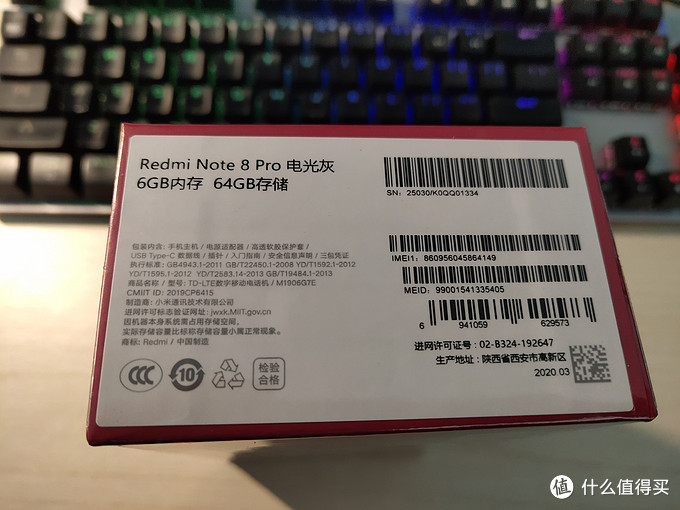 Redmi Note 8 Pro 电光灰
6GB内存 64GB存储
SN: 25030/K0QQ01334
包装内含: 手机主机 / 电源适配器 / 高透软胶保护套 /
USB Type-C 数据线 / 插针 / 入门指南 / 安全信息声明 / 三包凭证
执行标准: GB4943.1-2011 GB/T22450.1-2008 YD/T1592.1-2012
YD/T1595.1-2012 YD/T2583.14-2013 GB/T19484.1-2013
商品名称 / 型号: TD-LTE数字移动电话机 / M1906G7E
CMIIT ID: 2019CP6415
制造商: 小米通讯技术有限公司
进网许可标志验证网址: jwxk.MIIT.gov.cn
因机器本身系统需占用存储空间,
实际存储容量比标称存储容量小属正常现象。
商标: Redmi / 中国制造
IMEI1: 860956045864149
MEID: 99001541335405
6 941059 629573
进网许可证号: 02-B324-192647
生产地址: 陕西省西安市高新区
2020.03
CCC
10
检验
合格
值 什么值得买